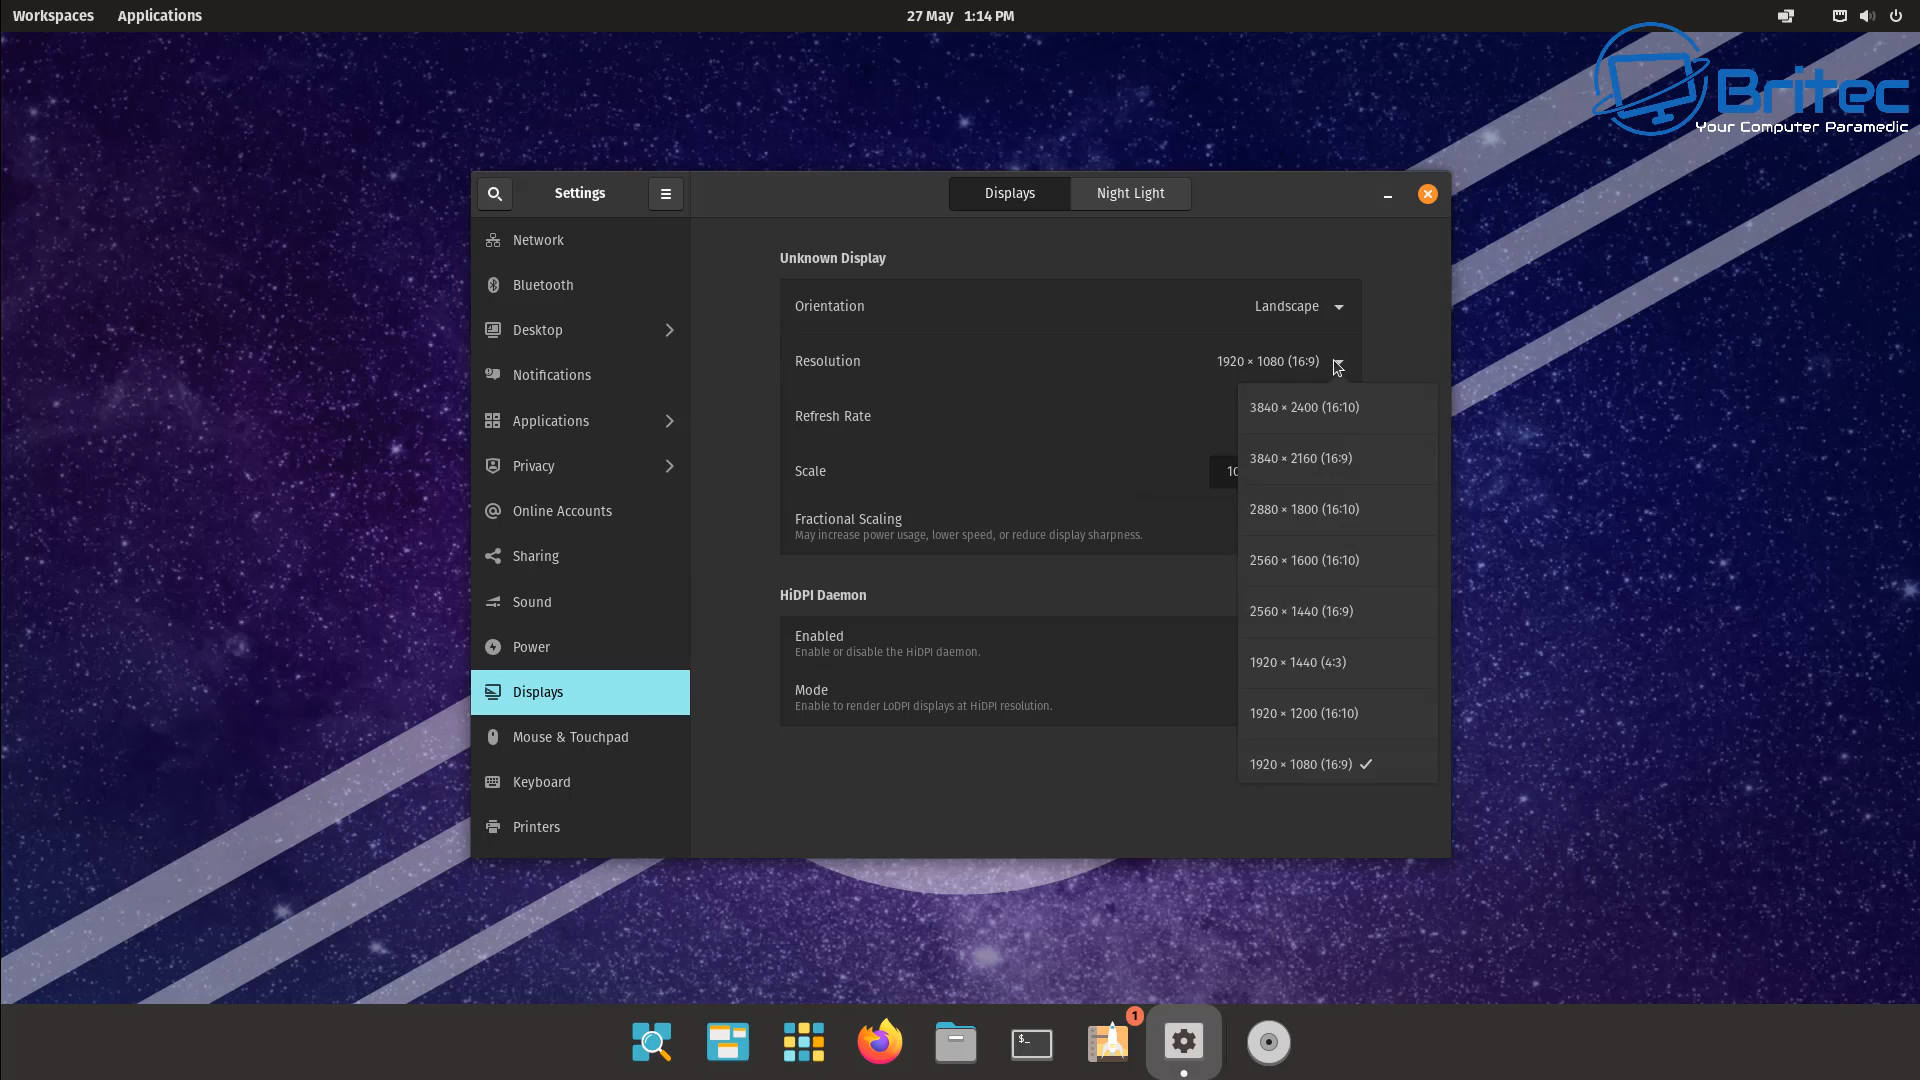 Workspaces Applications 27 May 1:14 PM
Britec
Your Computer Paramedic
Settings Displays Night Light
Network
Bluetooth
Desktop
Notifications
Applications
Privacy
Online Accounts
Sharing
Sound
Power
Displays
Mouse & Touchpad
Keyboard
Printers
Unknown Display
Orientation Landscape
Resolution 1920 × 1080 (16:9)
Refresh Rate
Scale 10
Fractional Scaling
May increase power usage, lower speed, or reduce display sharpness.
HiDPI Daemon
Enabled
Enable or disable the HiDPI daemon.
Mode
Enable to render LoDPI displays at HiDPI resolution.
3840 × 2400 (16:10)
3840 × 2160 (16:9)
2880 × 1800 (16:10)
2560 × 1600 (16:10)
2560 × 1440 (16:9)
1920 × 1440 (4:3)
1920 × 1200 (16:10)
1920 × 1080 (16:9)
$_
1